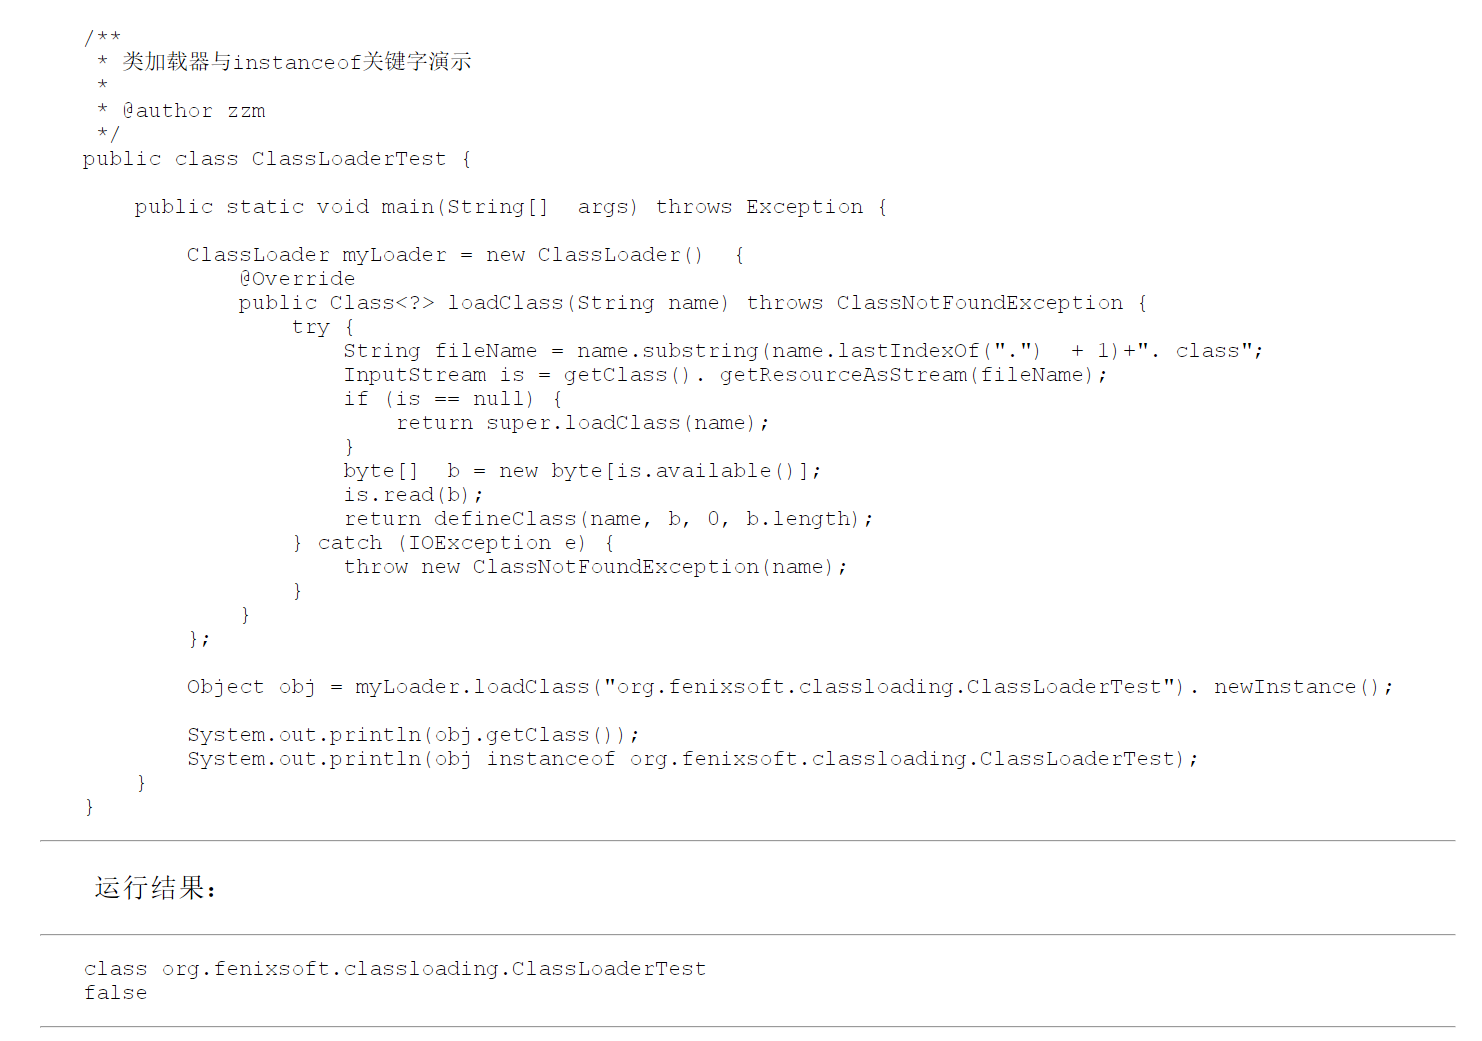 /**
 * 类加载器与instanceof关键字演示
 *
 * @author zzm
 */
public class ClassLoaderTest {
    public static void main(String[]  args) throws Exception {
        ClassLoader myLoader = new ClassLoader()  {
            @Override
            public Class<?> loadClass(String name) throws ClassNotFoundException {
                try {
                    String fileName = name.substring(name.lastIndexOf(".")  + 1)+". class";
                    InputStream is = getClass(). getResourceAsStream(fileName);
                    if (is == null) {
                        return super.loadClass(name);
                    }
                    byte[]  b = new byte[is.available()];
                    is.read(b);
                    return defineClass(name, b, 0, b.length);
                } catch (IOException e) {
                    throw new ClassNotFoundException(name);
                }
            }
        };
        Object obj = myLoader.loadClass("org.fenixsoft.classloading.ClassLoaderTest"). newInstance();
        System.out.println(obj.getClass());
        System.out.println(obj instanceof org.fenixsoft.classloading.ClassLoaderTest);
    }
}
运行结果：
class org.fenixsoft.classloading.ClassLoaderTest
false